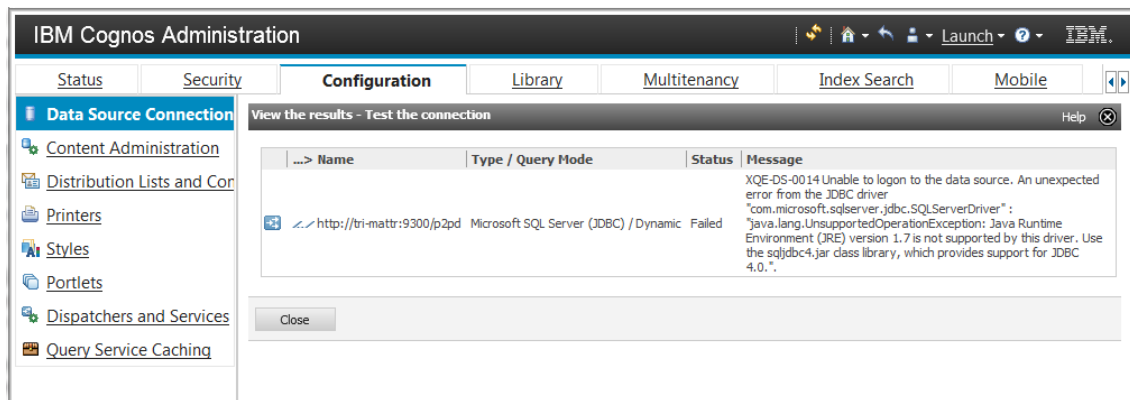 IBM Cognos Administration
Launch
IBM.
Status Security Configuration Library Multitenancy Index Search Mobile
Data Source Connection
View the results - Test the connection Help
Content Administration
...> Name Type / Query Mode Status Message
Distribution Lists and Con
XQE-DS-0014 Unable to logon to the data source. An unexpected
error from the JDBC driver
"com.microsoft.sqlserver.jdbc.SQLServerDriver" :
http://tri-mattr:9300/p2pd Microsoft SQL Server (JDBC) / Dynamic Failed "java.lang.UnsupportedOperationException: Java Runtime
Environment (JRE) version 1.7 is not supported by this driver. Use
the sqljdbc4.jar class library, which provides support for JDBC
4.0.".
Printers
Styles
Portlets
Dispatchers and Services
Close
Query Service Caching